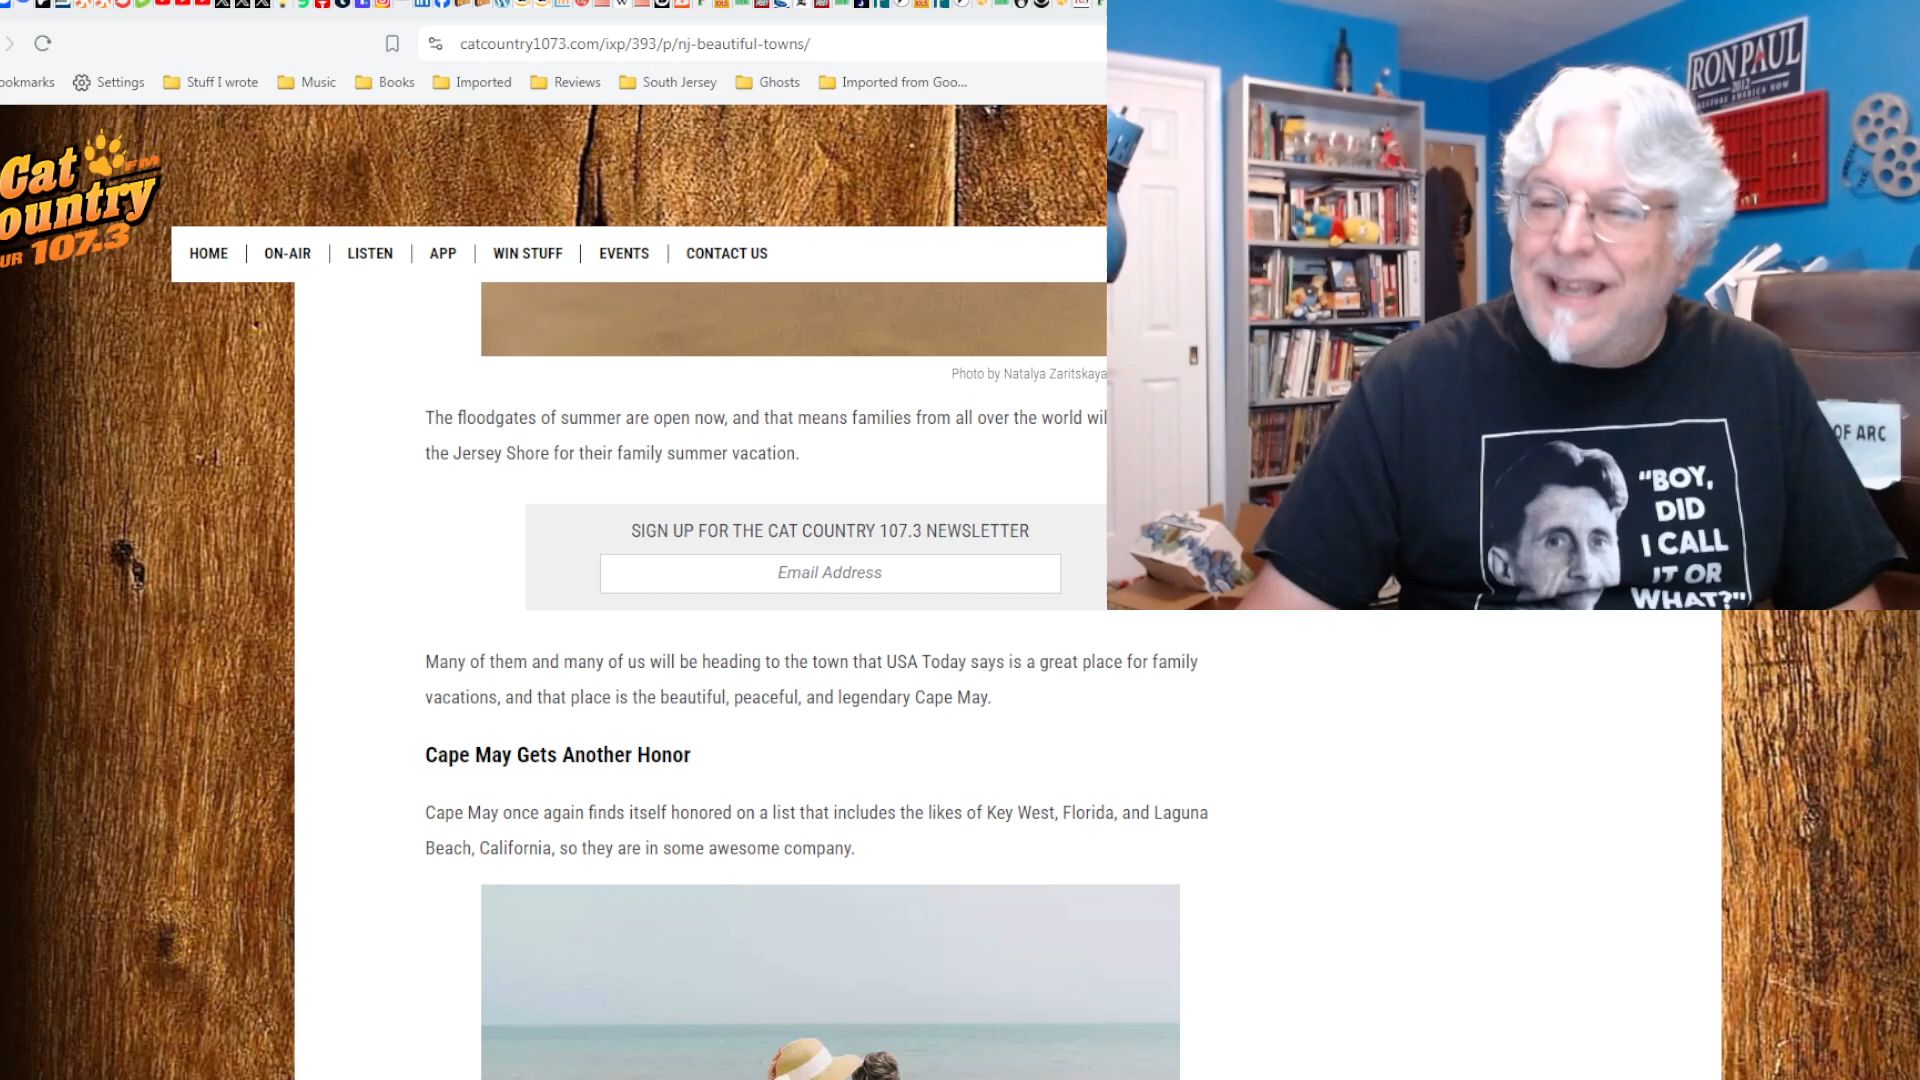 catcountry1073.com/ixp/393/p/nj-beautiful-towns/
ookmarks Settings Stuff I wrote Music Books Imported Reviews South Jersey Ghosts Imported from Goo...
Cat
ountry FM
UR 107.3
HOME ON-AIR LISTEN APP WIN STUFF EVENTS CONTACT US
Photo by Natalya Zaritskaya
The floodgates of summer are open now, and that means families from all over the world wil
the Jersey Shore for their family summer vacation.
SIGN UP FOR THE CAT COUNTRY 107.3 NEWSLETTER
Email Address
Many of them and many of us will be heading to the town that USA Today says is a great place for family
vacations, and that place is the beautiful, peaceful, and legendary Cape May.
Cape May Gets Another Honor
Cape May once again finds itself honored on a list that includes the likes of Key West, Florida, and Laguna
Beach, California, so they are in some awesome company.
RON PAUL
2012
RESTORE AMERICA NOW
OF ARC
"BOY,
DID
I CALL
IT OR
WHAT?"